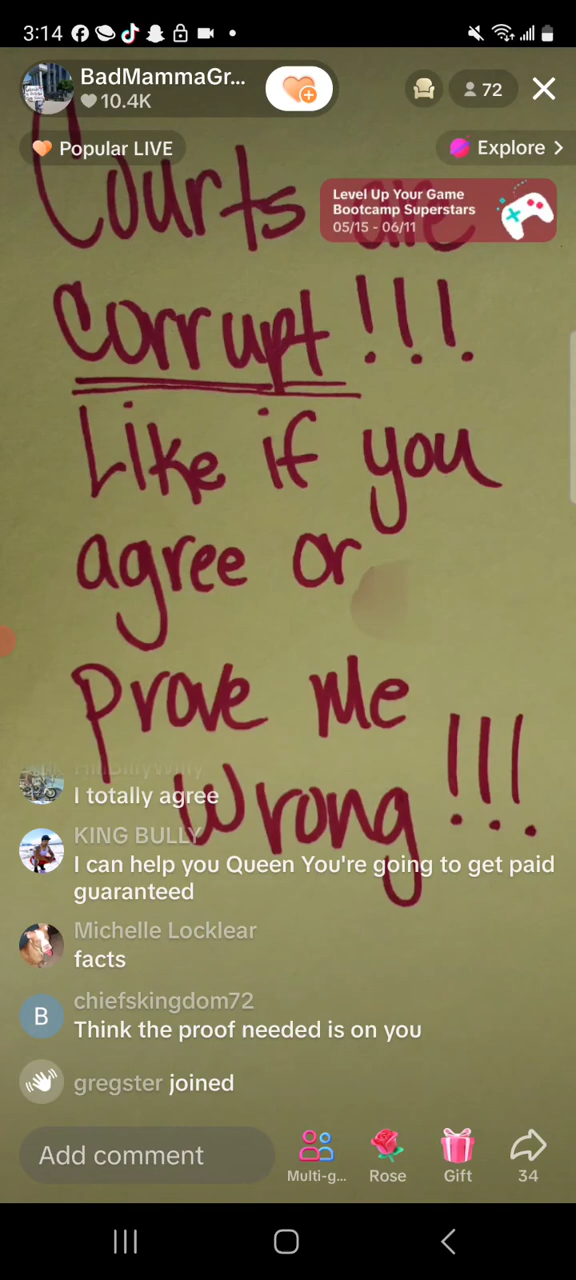 3:14
BadMammaGr...
10.4K
72
Popular LIVE
Explore >
Level Up Your Game
Bootcamp Superstars
05/15 - 06/11
Courts are
Corrupt!!!
Like if you
agree or
Prove Me
Wrong!!!
HillBillyWilly
I totally agree
KING BULLY
I can help you Queen You're going to get paid
guaranteed
Michelle Locklear
facts
B
chiefskingdom72
Think the proof needed is on you
gregster joined
Add comment
Multi-g...
Rose
Gift
34